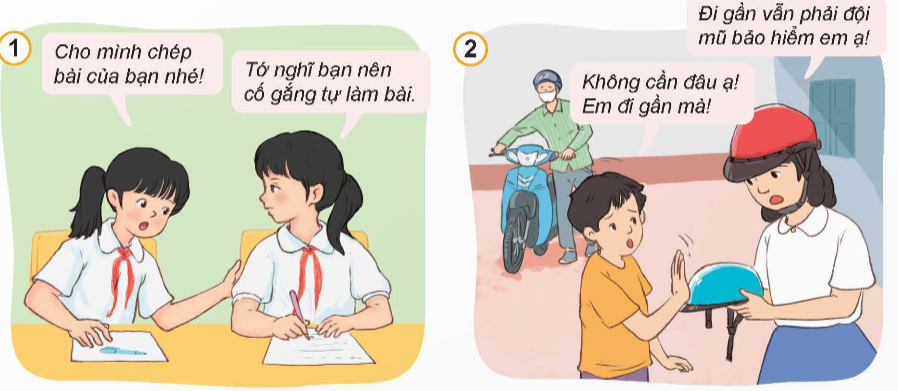 1
Cho mình chép
bài của bạn nhé!
Tớ nghĩ bạn nên
cố gắng tự làm bài.
2
Đi gần vẫn phải đội
mũ bảo hiểm em ạ!
Không cần đâu ạ!
Em đi gần mà!